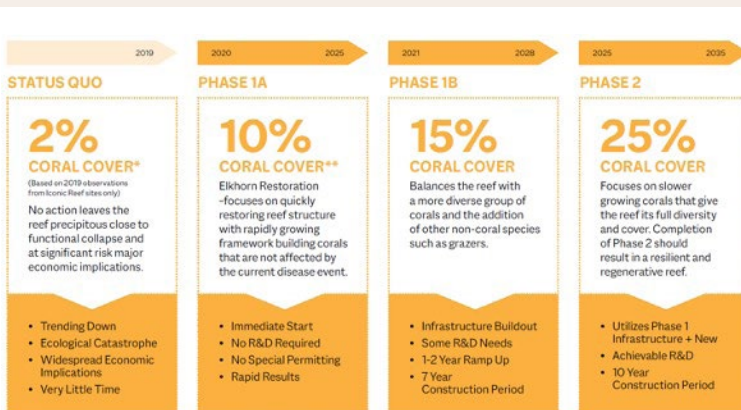 2019
STATUS QUO
2%
CORAL COVER*
(Based on 2019 observations
from Iconic Reef sites only)
No action leaves the
reef precipitous close to
functional collapse and
at significant risk major
economic implications.
• Trending Down
• Ecological Catastrophe
• Widespread Economic
Implications
• Very Little Time
2020 2025
PHASE 1A
10%
CORAL COVER**
Elkhorn Restoration
-focuses on quickly
restoring reef structure
with rapidly growing
framework building corals
that are not affected by
the current disease event.
• Immediate Start
• No R&D Required
• No Special Permitting
• Rapid Results
2021 2028
PHASE 1B
15%
CORAL COVER
Balances the reef with
a more diverse group of
corals and the addition
of other non-coral species
such as grazers.
• Infrastructure Buildout
• Some R&D Needs
• 1-2 Year Ramp Up
• 7 Year
Construction Period
2025 2035
PHASE 2
25%
CORAL COVER
Focuses on slower
growing corals that give
the reef its full diversity
and cover. Completion
of Phase 2 should
result in a resilient and
regenerative reef.
• Utilizes Phase 1
Infrastructure + New
• Achievable R&D
• 10 Year
Construction Period